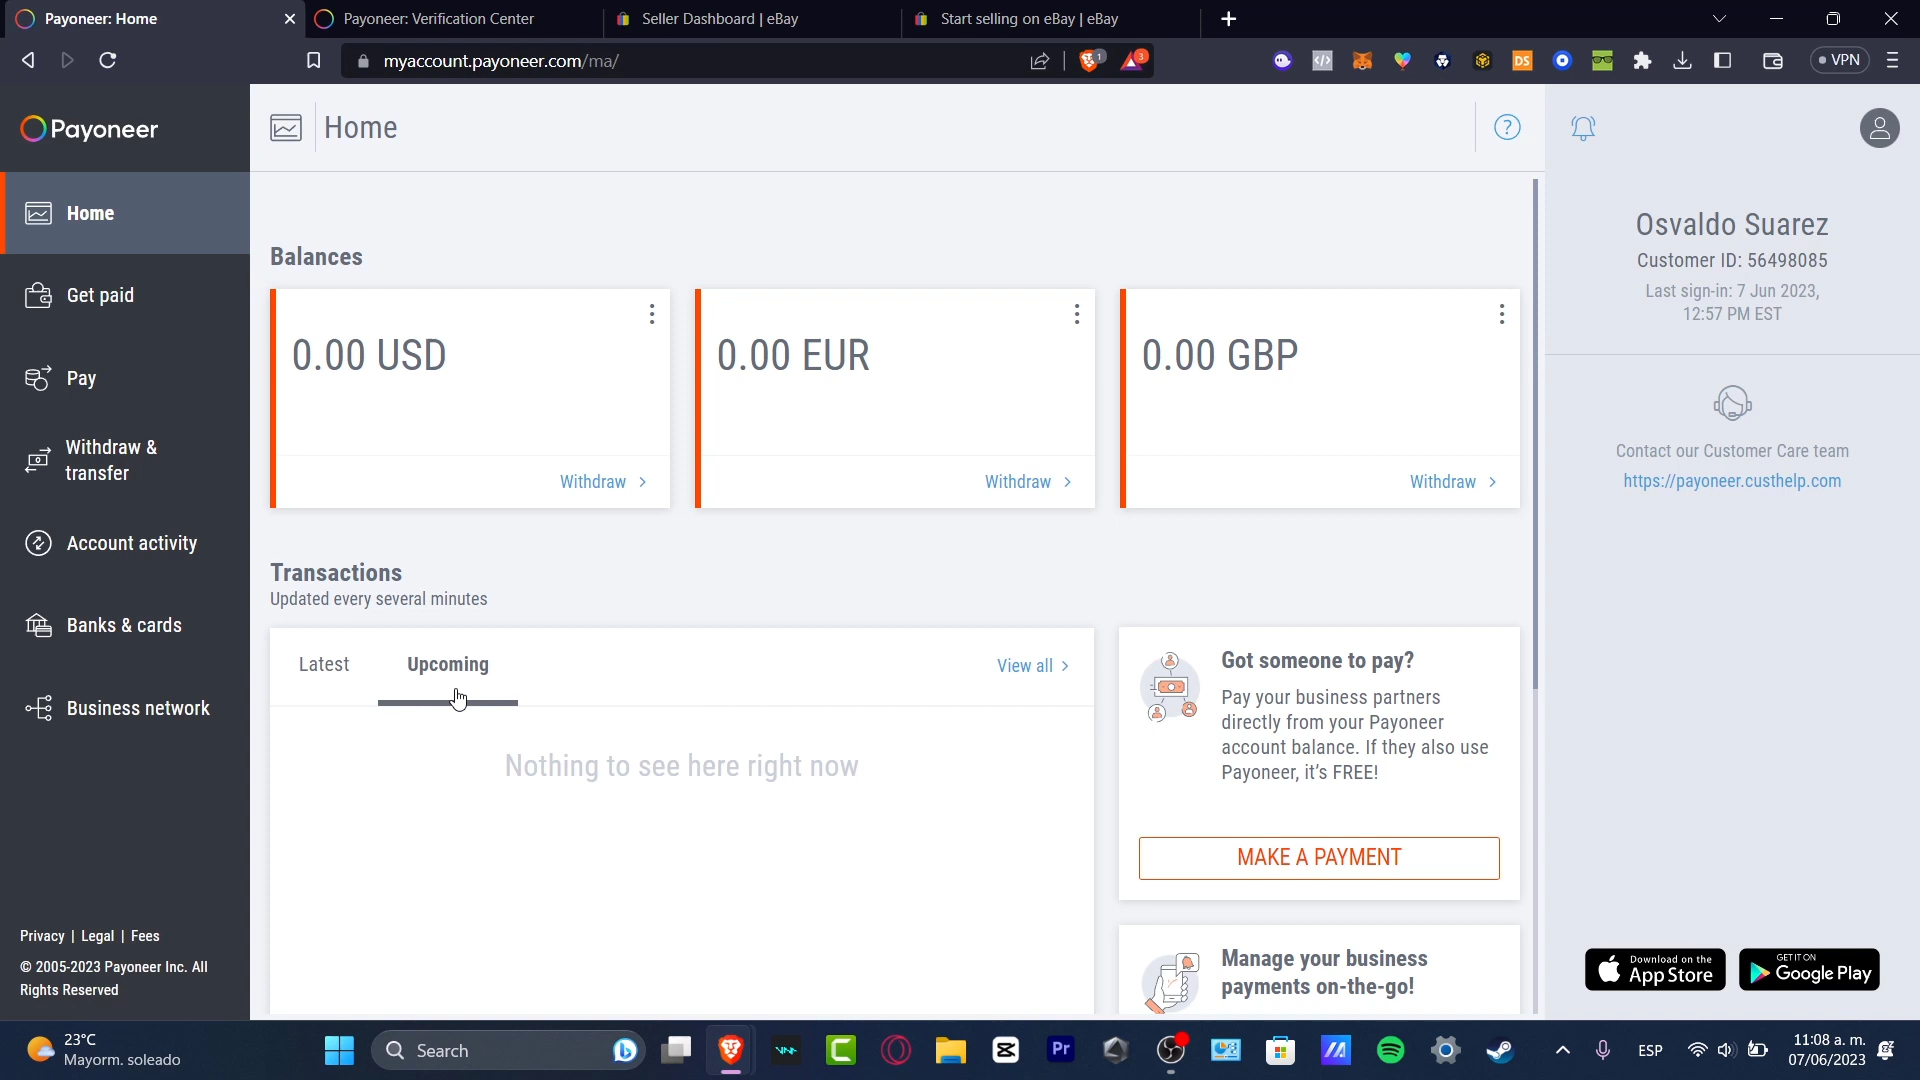 Payoneer: Home
Payoneer: Verification Center
Seller Dashboard | eBay
Start selling on eBay | eBay
myaccount.payoneer.com/ma/
1
3
DS
VPN
Payoneer
Home
Home
Get paid
Pay
Withdraw &
transfer
Account activity
Banks & cards
Business network
Privacy | Legal | Fees
© 2005-2023 Payoneer Inc. All
Rights Reserved
Balances
0.00 USD
Withdraw >
0.00 EUR
Withdraw >
0.00 GBP
Withdraw >
Transactions
Updated every several minutes
Latest
Upcoming
View all >
Nothing to see here right now
Got someone to pay?
Pay your business partners
directly from your Payoneer
account balance. If they also use
Payoneer, it's FREE!
MAKE A PAYMENT
Manage your business
payments on-the-go!
?
Osvaldo Suarez
Customer ID: 56498085
Last sign-in: 7 Jun 2023,
12:57 PM EST
Contact our Customer Care team
https://payoneer.custhelp.com
Download on the
App Store
GET IT ON
Google Play
23°C
Mayorm. soleado
Search
Pr
ESP
11:08 a. m.
07/06/2023